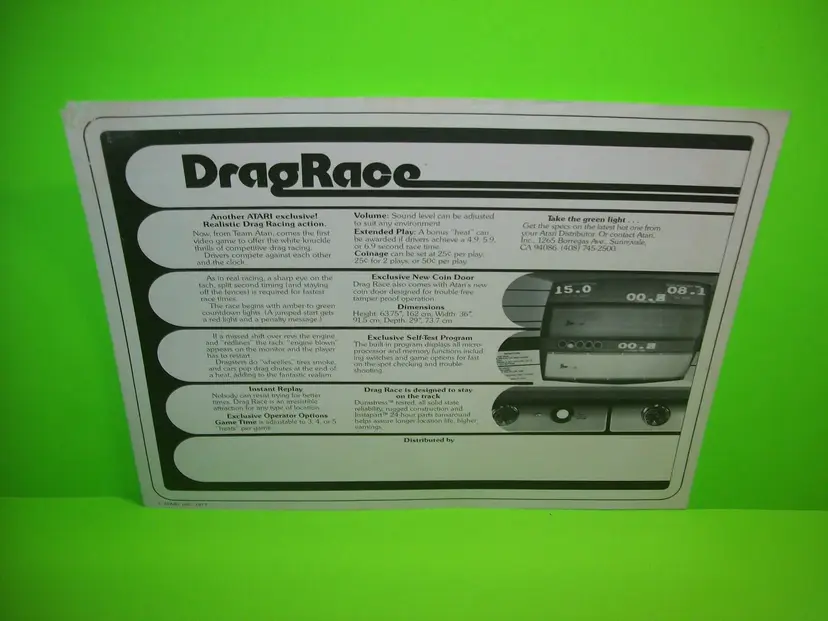 DragRace
Another ATARI exclusive!
Realistic Drag Racing action.
Now, from Team Atari, comes the first
video game to offer the white knuckle
thrills of competitive drag racing.
Drivers compete against each other
and the clock.
As in real racing, a sharp eye on the
tach, split second timing (and staying
off the fences) is required for fastest
race times.
The race begins with amber to green
countdown lights. (A jumped start gets
a red light and a penalty message.)
If a missed shift over revs the engine
and "redlines" the tach, "engine blown"
appears on the monitor and the player
has to restart.
Dragsters do "wheelies," tires smoke,
and cars pop drag chutes at the end of
a heat, adding to the fantastic realism.
Instant Replay
Nobody can resist trying for better
times. Drag Race is an irresistible
attraction for any type of location.
Exclusive Operator Options
Game Time is adjustable to 3, 4, or 5
"heats" per game.
Volume: Sound level can be adjusted
to suit any environment.
Extended Play: A bonus "heat" can
be awarded if drivers achieve a 4.9, 5.9,
or 6.9 second race time.
Coinage can be set at 25¢ per play,
25¢ for 2 plays, or 50¢ per play.
Exclusive New Coin Door
Drag Race also comes with Atari's new
coin door designed for trouble free
tamper proof operation.
Dimensions
Height: 63.75", 162 cm; Width: 36",
91.5 cm; Depth: 29", 73.7 cm
Exclusive Self-Test Program
The built in program displays all micro-
processor and memory functions includ-
ing switches and game options for fast
on the spot checking and trouble
shooting.
Drag Race is designed to stay
on the track
Durastress™ tested, all solid state
reliability, rugged construction and
Instapart™ 24 hour parts turnaround
helps assure longer location life, higher
earnings.
Take the green light . . .
Get the specs on the latest hot one from
your Atari Distributor. Or contact Atari,
Inc., 1265 Borregas Ave., Sunnyvale,
CA 94086. (408) 745-2500.
15.0
00.8
08.1
00.2
Distributed by